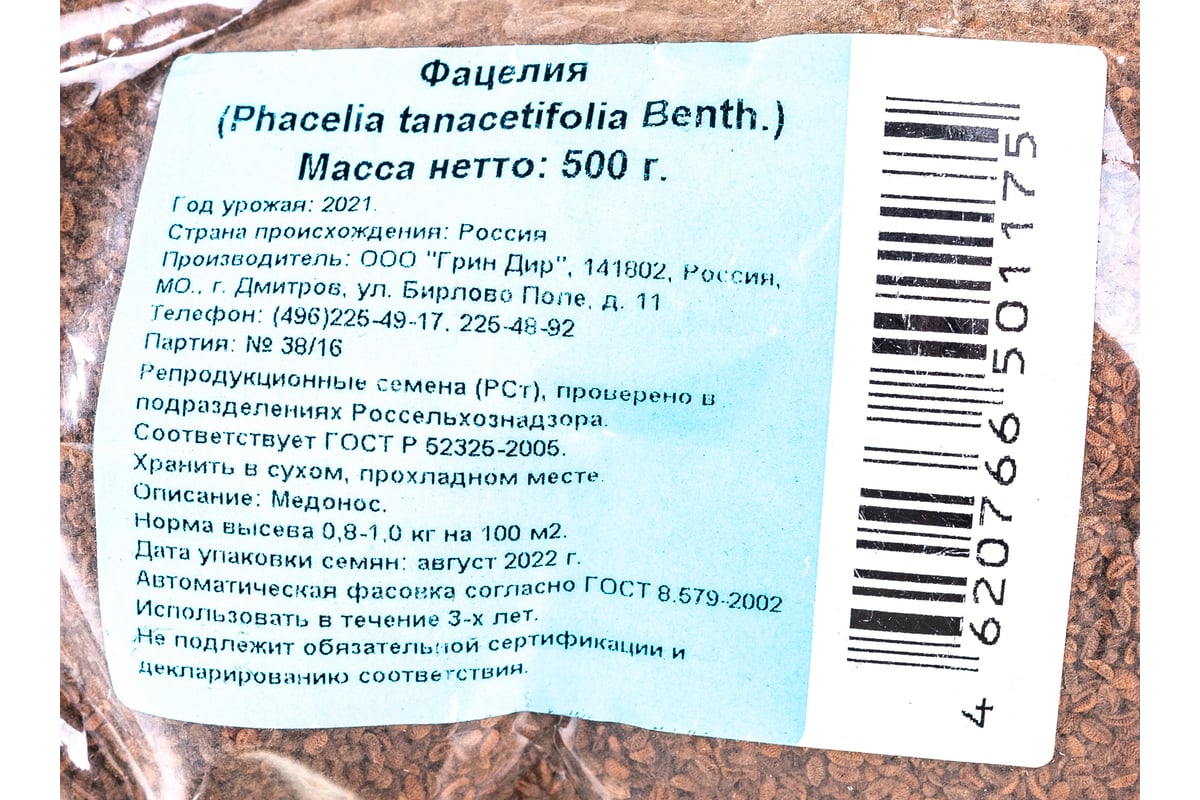 Фацелия
(Phacelia tanacetifolia Benth.)
Масса нетто: 500 г.
Год урожая: 2021.
Страна происхождения: Россия
Производитель: ООО "Грин Дир", 141802, Россия,
МО., г. Дмитров, ул. Бирлово Поле, д. 11
Телефон: (496)225-49-17, 225-48-92
Партия: № 38/16
Репродукционные семена (РСт), проверено в
подразделениях Россельхознадзора.
Соответствует ГОСТ Р 52325-2005.
Хранить в сухом, прохладном месте.
Описание: Медонос.
Норма высева 0,8-1,0 кг на 100 м2.
Дата упаковки семян: август 2022 г.
Автоматическая фасовка согласно ГОСТ 8.579-2002
Использовать в течение 3-х лет.
Не подлежит обязательной сертификации и
декларированию соответствия.
4 620766 501175